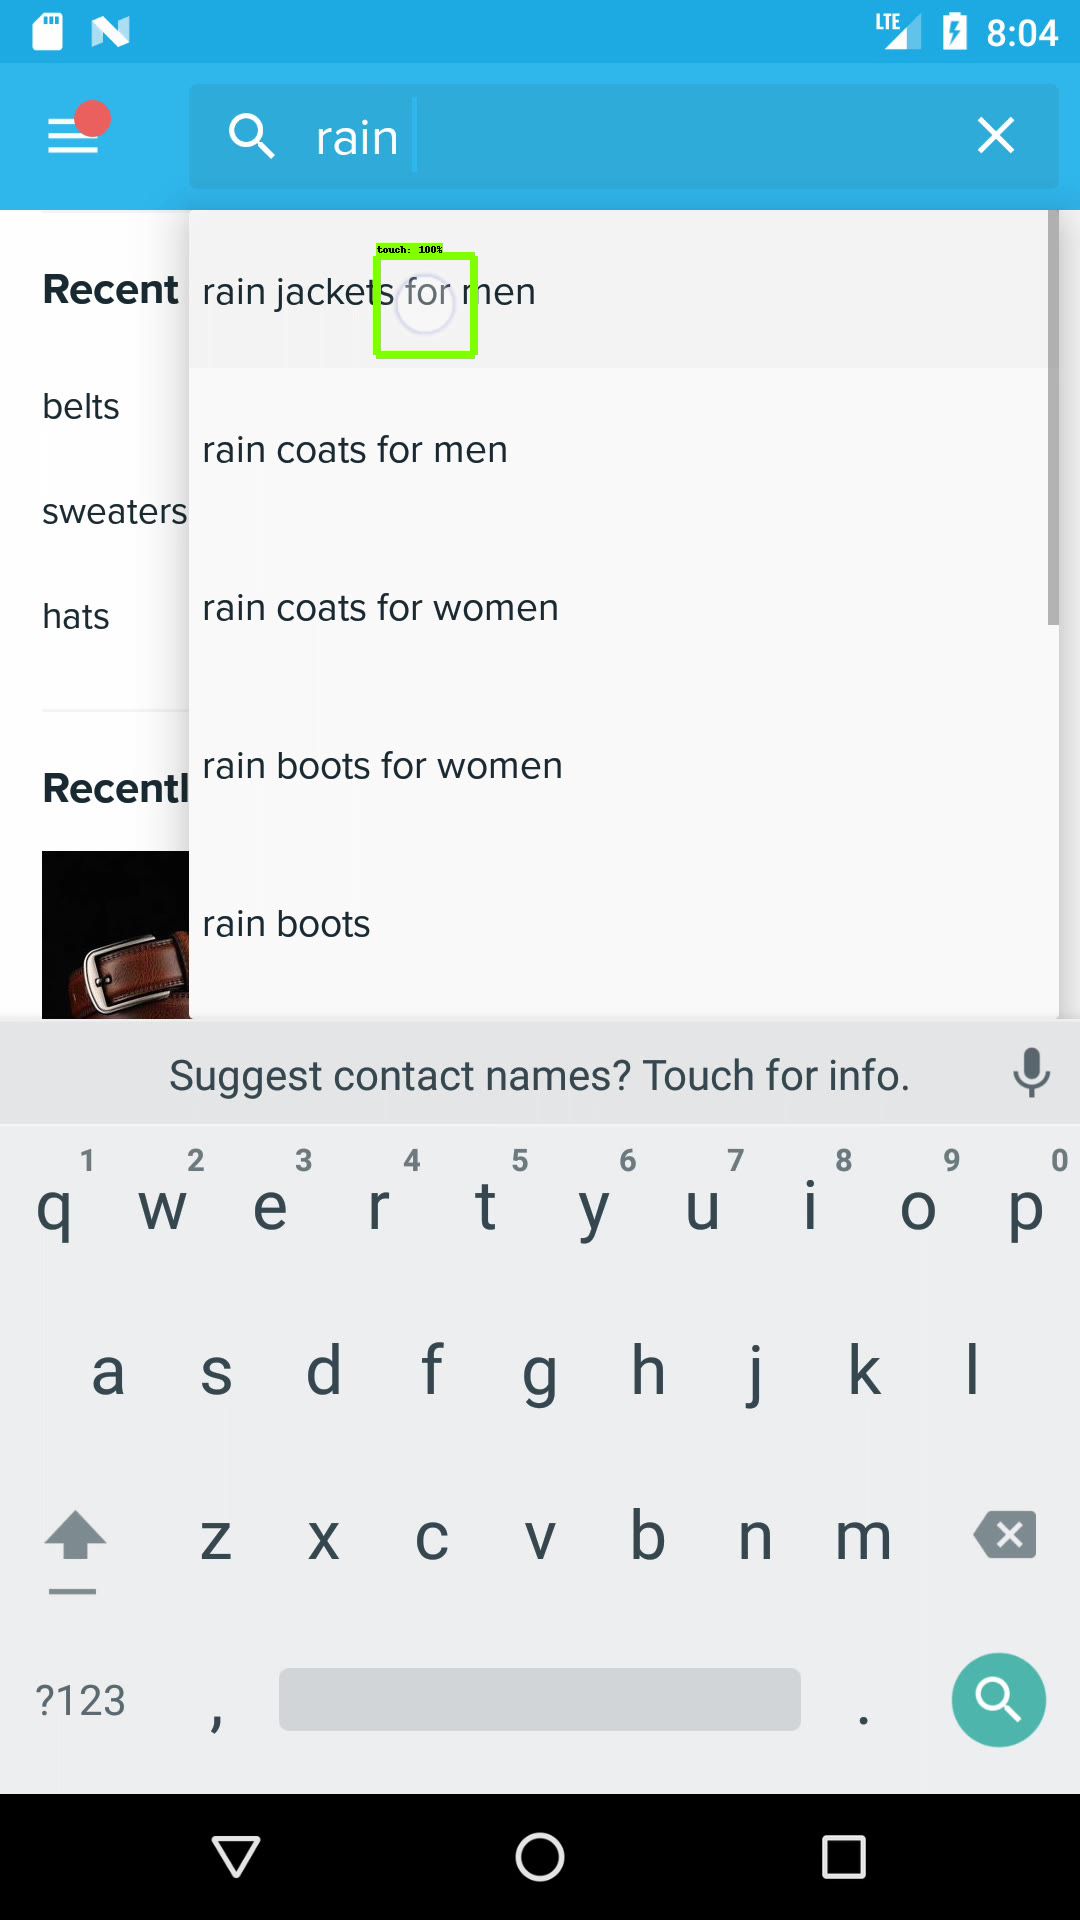 LTE 8:04
rain
touch: 100%
Recent
rain jackets for men
belts
rain coats for men
sweaters
hats
rain coats for women
Recentl
rain boots for women
rain boots
Suggest contact names? Touch for info.
1 2 3 4 5 6 7 8 9 0
q w e r t y u i o p
a s d f g h j k l
z x c v b n m
?123 , .